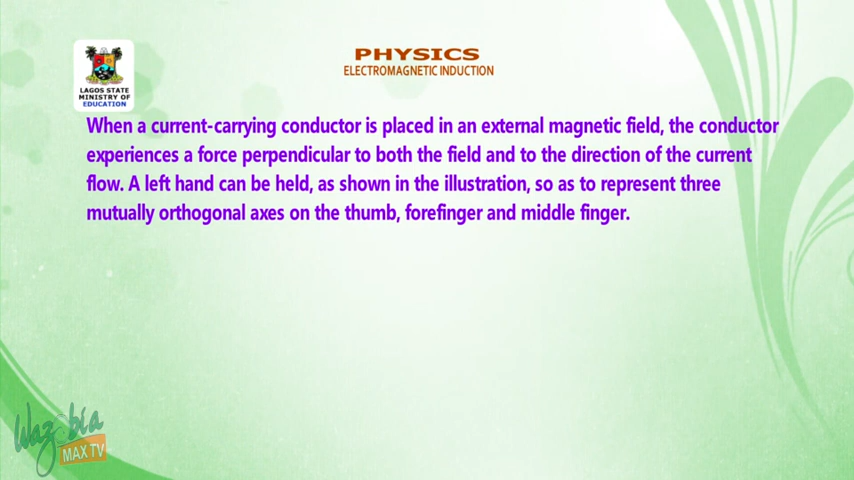 PHYSICS
ELECTROMAGNETIC INDUCTION
LAGOS STATE
MINISTRY OF
EDUCATION
When a current-carrying conductor is placed in an external magnetic field, the conductor
experiences a force perpendicular to both the field and to the direction of the current
flow. A left hand can be held, as shown in the illustration, so as to represent three
mutually orthogonal axes on the thumb, forefinger and middle finger.
Wazobia
MAX TV